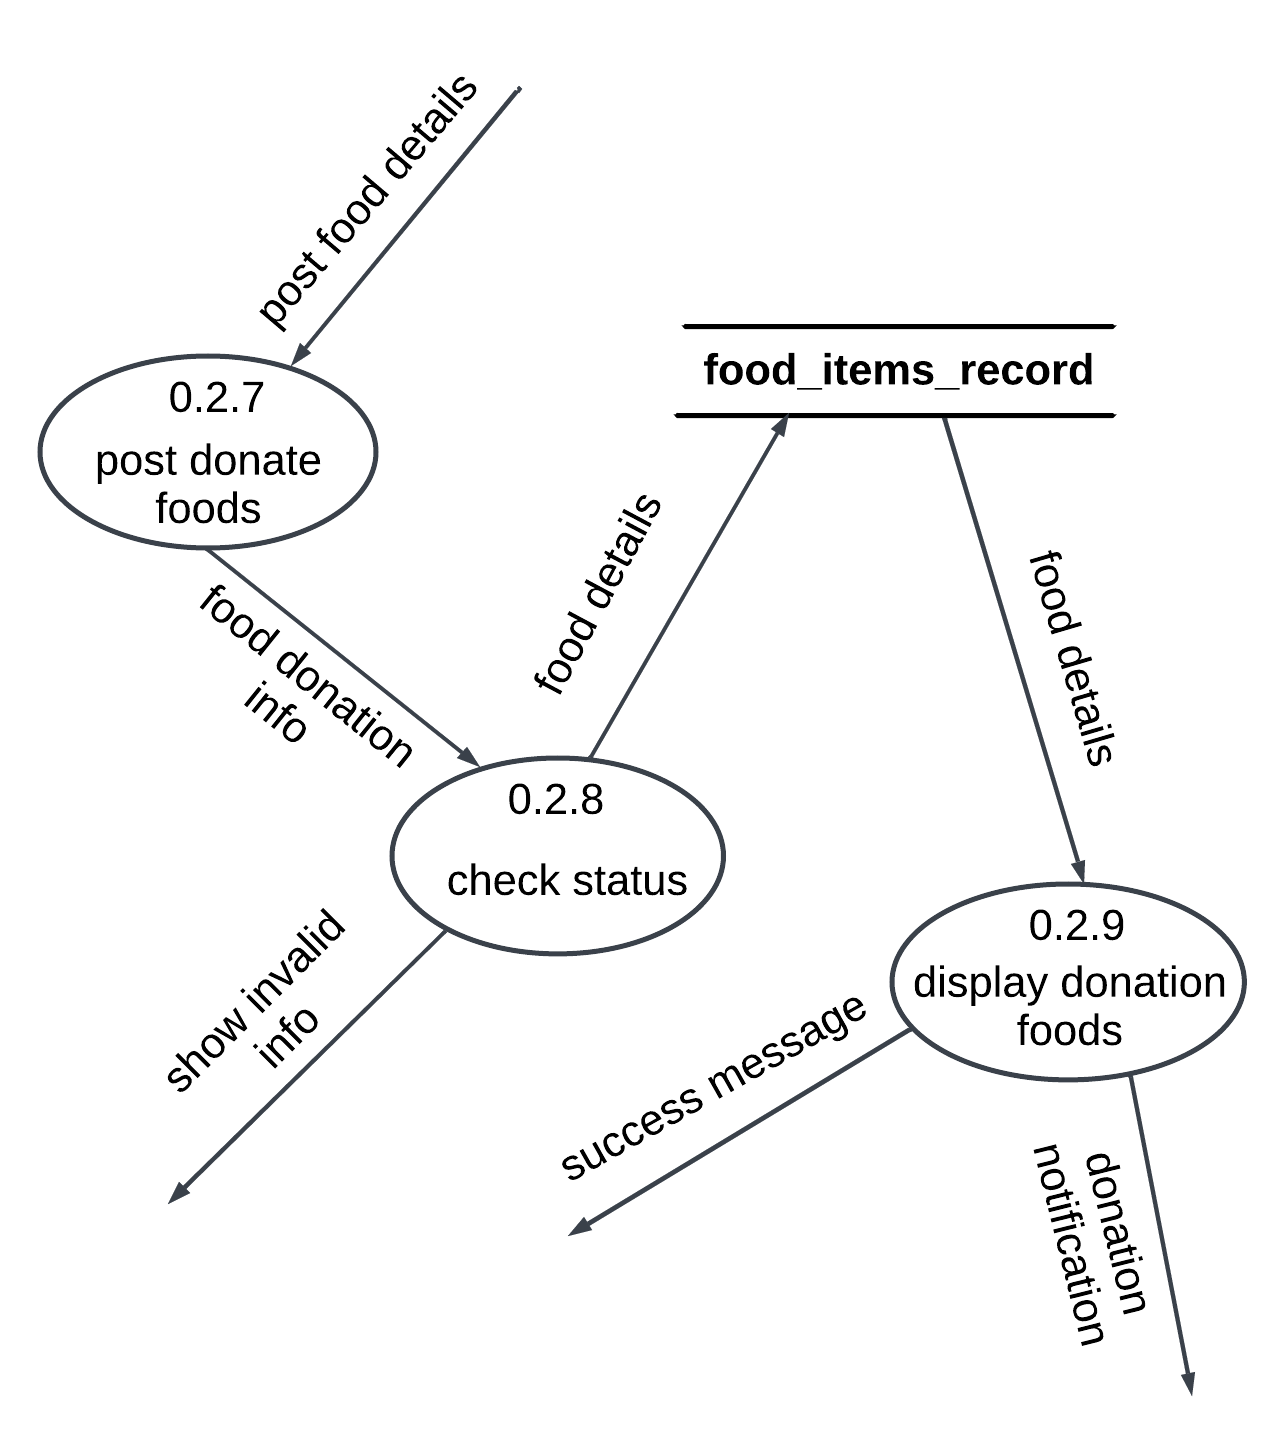 post food details
0.2.7
post donate
foods
food_items_record
food details
food details
food donation
info
0.2.8
check status
show invalid
info
0.2.9
display donation
foods
success message
donation
notification